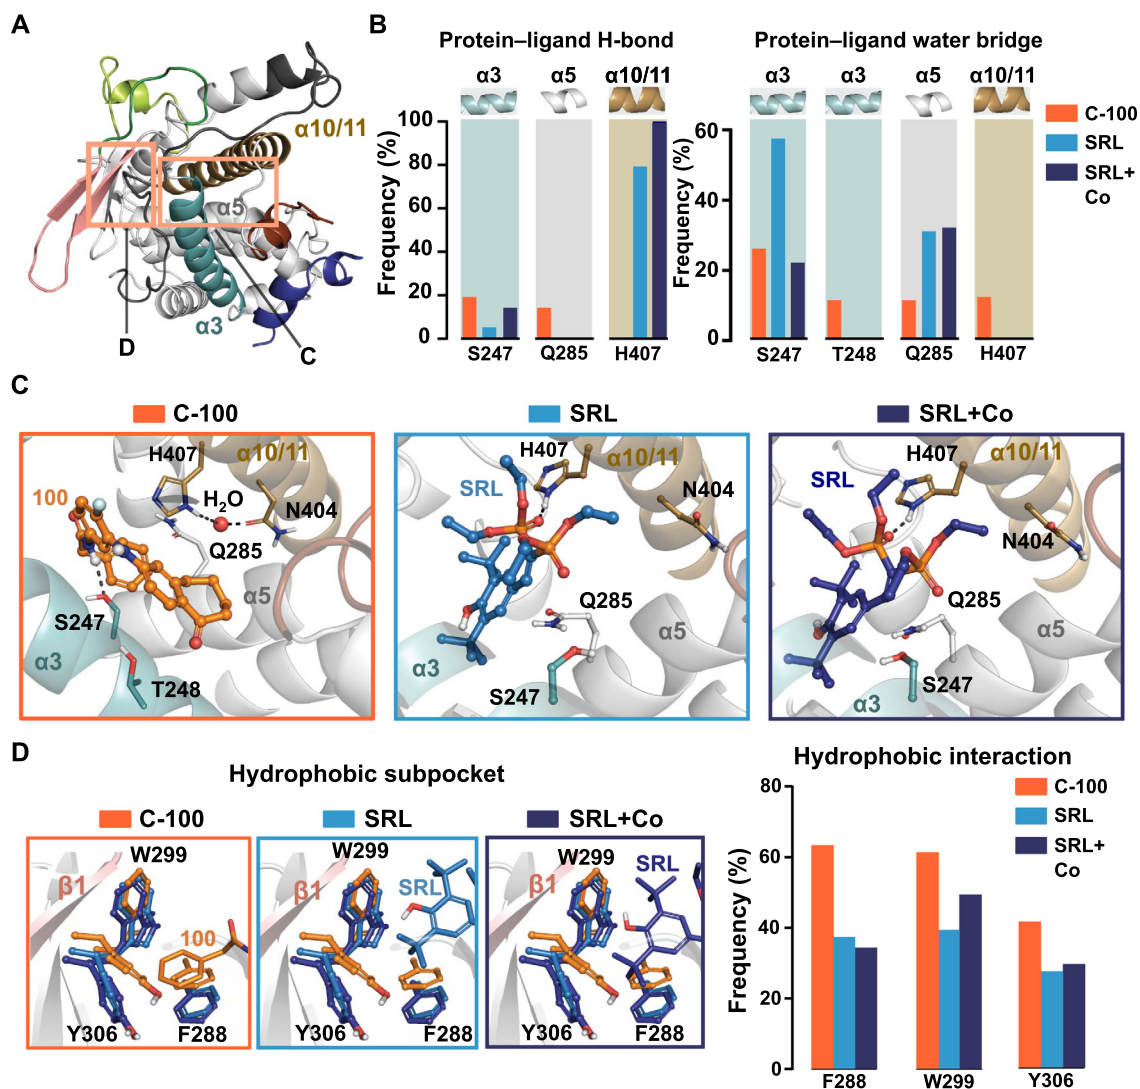 A
α10/11
α5
α3
D
C
B
Protein–ligand H-bond
α3 α5 α10/11
Frequency (%)
100
80
60
40
20
0
S247 Q285 H407
Protein–ligand water bridge
α3 α3 α5 α10/11
Frequency (%)
60
40
20
0
S247 T248 Q285 H407
C-100
SRL
SRL+
Co
C
C-100
H407
α10/11
100
H₂O
N404
Q285
S247
α5
α3
T248
SRL
H407
α10/11
SRL
N404
Q285
α5
α3
S247
SRL+Co
H407
α10/11
SRL
N404
Q285
α5
S247
α3
D
Hydrophobic subpocket
C-100
W299
β1
100
Y306
F288
SRL
W299
β1
SRL
Y306
F288
SRL+Co
W299
SRL
β1
Y306
F288
Hydrophobic interaction
C-100
SRL
SRL+
Co
Frequency (%)
80
60
40
20
0
F288 W299 Y306